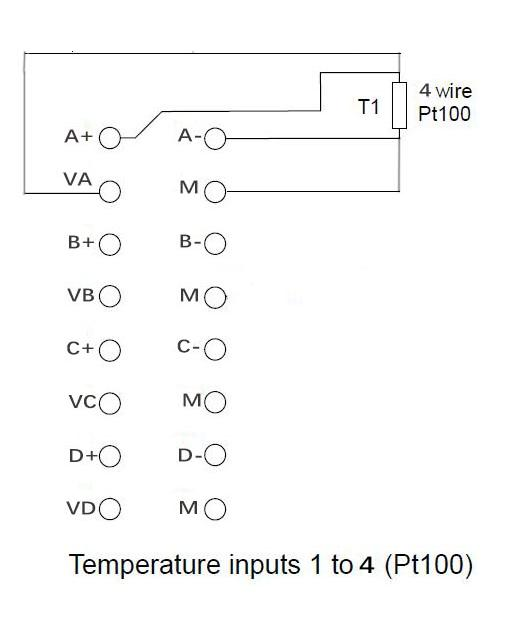 4 wire
T1 Pt100
A+ A-
VA M
B+ B-
VB M
C+ C-
VC M
D+ D-
VD M
Temperature inputs 1 to 4 (Pt100)